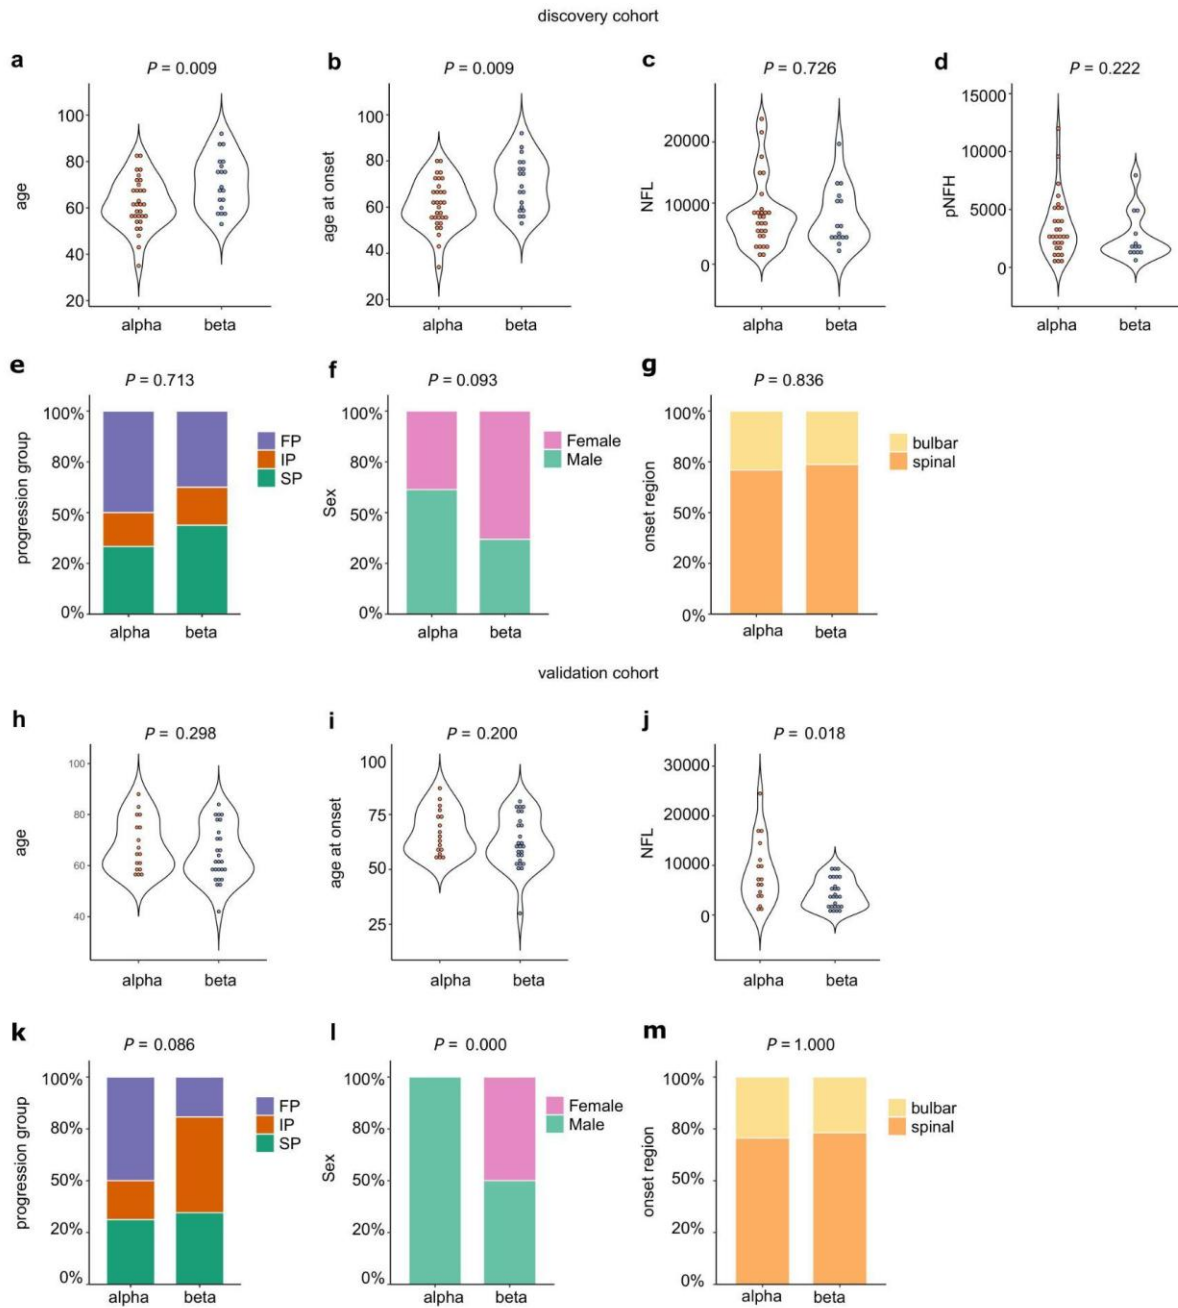 discovery cohort
a
P = 0.009
age
100
80
60
40
20
alpha
beta
b
P = 0.009
age at onset
100
80
60
40
20
alpha
beta
c
P = 0.726
NFL
20000
10000
0
alpha
beta
d
P = 0.222
pNFH
15000
10000
5000
0
alpha
beta
e
P = 0.713
progression group
100%
80%
50%
20%
0%
alpha
beta
FP
IP
SP
f
P = 0.093
Sex
100%
80%
50%
20%
0%
alpha
beta
Female
Male
g
P = 0.836
onset region
100%
80%
50%
20%
0%
alpha
beta
bulbar
spinal
validation cohort
h
P = 0.298
age
100
80
60
40
alpha
beta
i
P = 0.200
age at onset
100
75
50
25
alpha
beta
j
P = 0.018
NFL
30000
20000
10000
0
alpha
beta
k
P = 0.086
progression group
100%
80%
50%
20%
0%
alpha
beta
FP
IP
SP
l
P = 0.000
Sex
100%
80%
50%
20%
0%
alpha
beta
Female
Male
m
P = 1.000
onset region
100%
80%
50%
20%
0%
alpha
beta
bulbar
spinal